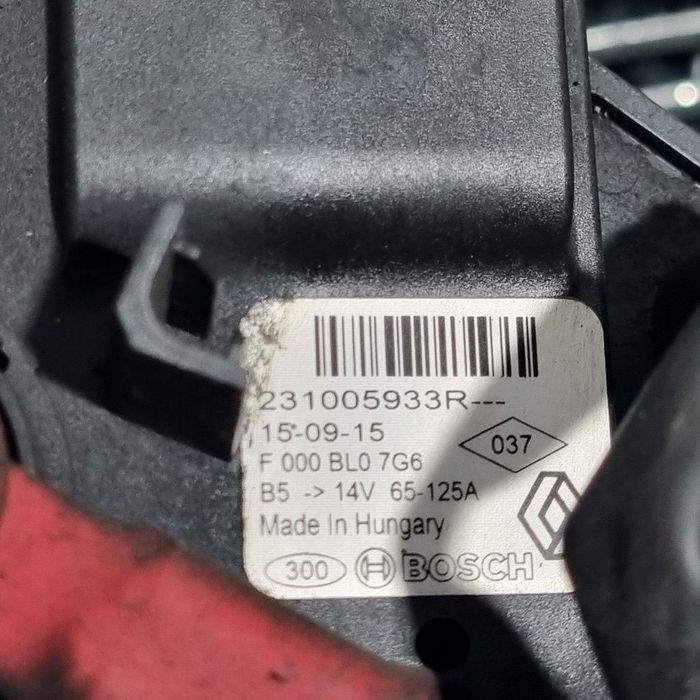 231005933R---
15-09-15
037
F 000 BL0 7G6
B5 -> 14V 65-125A
Made In Hungary
300 BOSCH